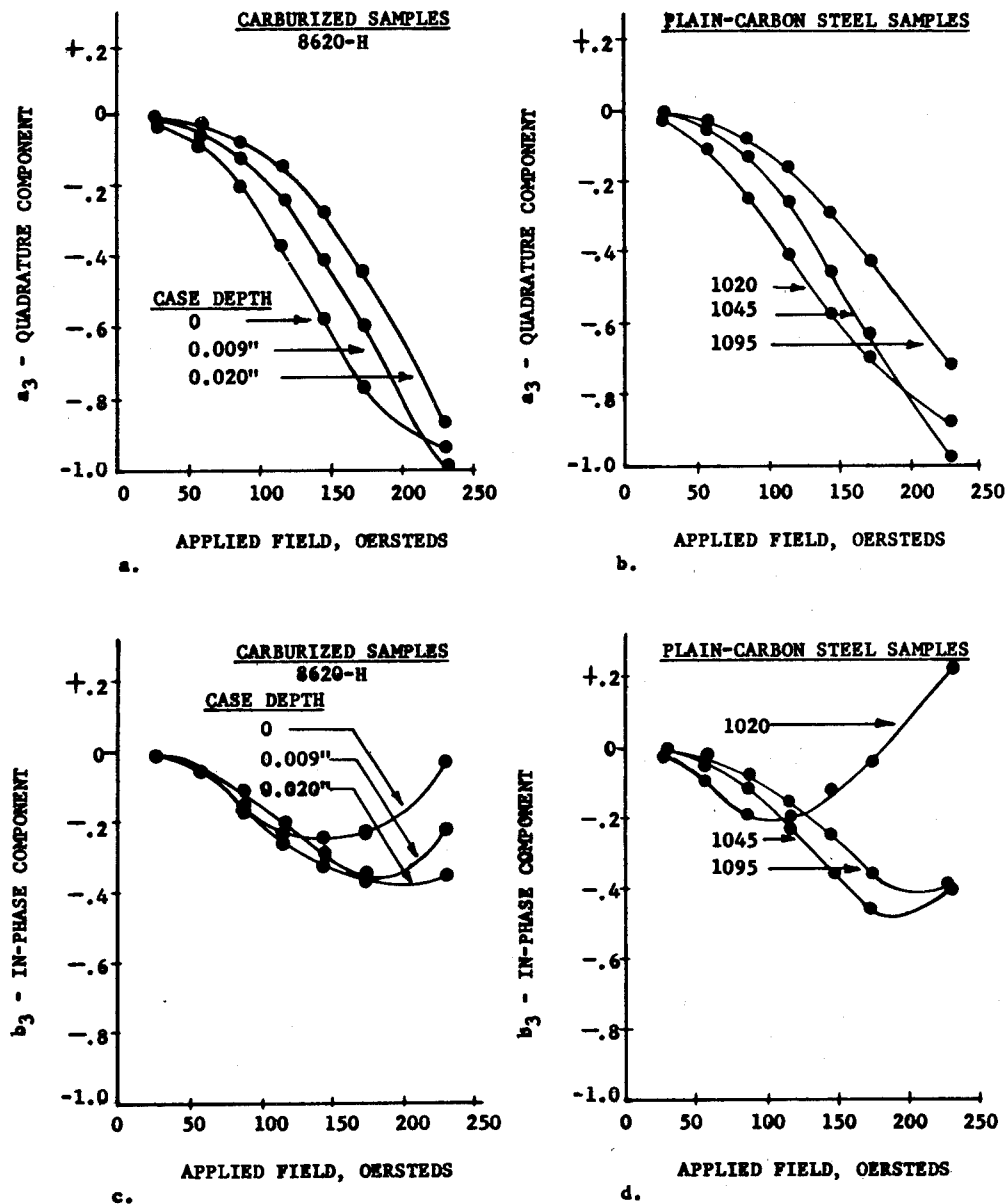 CARBURIZED SAMPLES
8620-H
+.2
0
-.2
-.4
-.6
-.8
-1.0
a3 - QUADRATURE COMPONENT
CASE DEPTH
0
0.009"
0.020"
0 50 100 150 200 250
APPLIED FIELD, OERSTEDS
a.
PLAIN-CARBON STEEL SAMPLES
+.2
0
-.2
-.4
-.6
-.8
-1.0
a3 - QUADRATURE COMPONENT
1020
1045
1095
0 50 100 150 200 250
APPLIED FIELD, OERSTEDS
b.
CARBURIZED SAMPLES
8620-H
CASE DEPTH
0
0.009"
0.020"
+.2
0
-.2
-.4
-.6
-.8
-1.0
b3 - IN-PHASE COMPONENT
0 50 100 150 200 250
APPLIED FIELD, OERSTEDS
c.
PLAIN-CARBON STEEL SAMPLES
+.2
0
-.2
-.4
-.6
-.8
-1.0
b3 - IN-PHASE COMPONENT
1020
1045
1095
0 50 100 150 200 250
APPLIED FIELD, OERSTEDS
d.